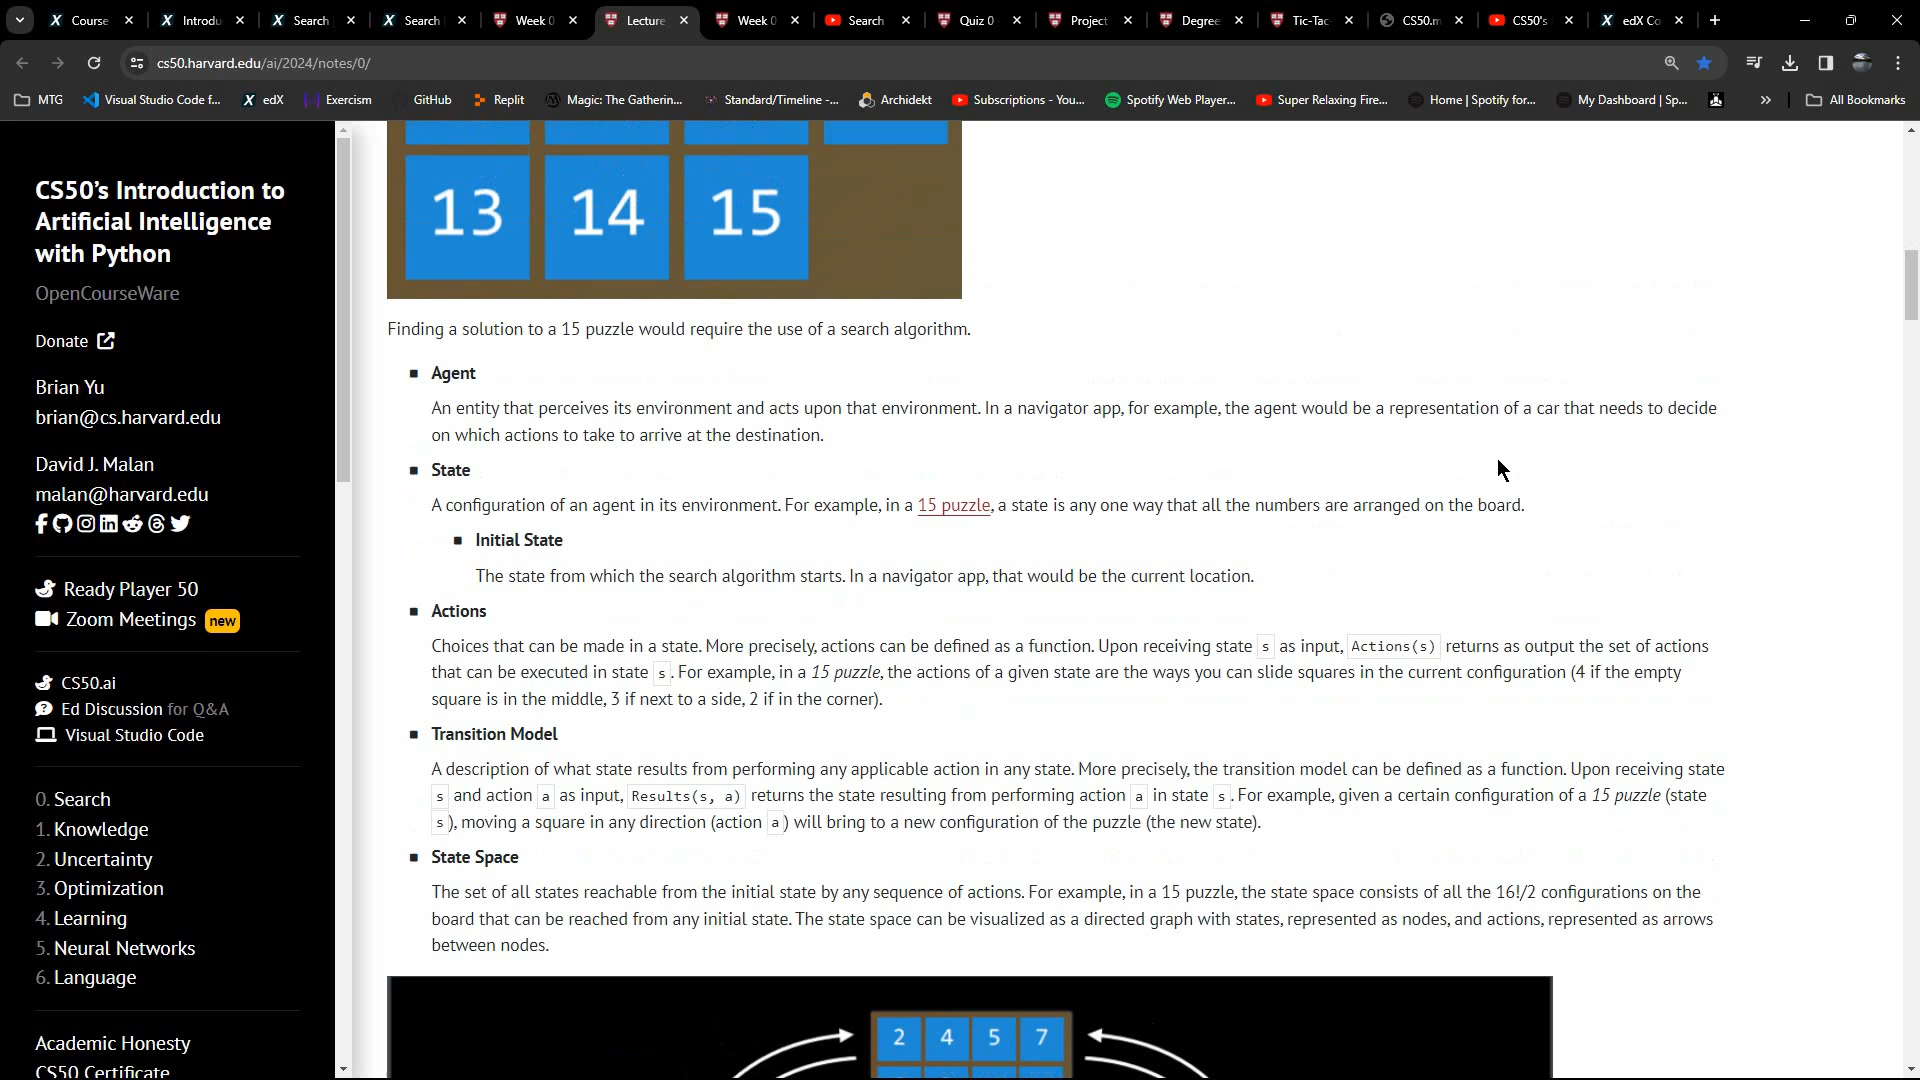 Course
Introdu
Search
Search
Week 0
Lecture
Week 0
Search
Quiz 0
Project
Degree
Tic-Tac
CS50.m
CS50's
edX Co
cs50.harvard.edu/ai/2024/notes/0/
MTG
Visual Studio Code f...
edX
Exercism
GitHub
Replit
Magic: The Gatherin...
Standard/Timeline -...
Archidekt
Subscriptions - You...
Spotify Web Player...
Super Relaxing Fire...
Home | Spotify for...
My Dashboard | Sp...
All Bookmarks
CS50’s Introduction to
Artificial Intelligence
with Python
OpenCourseWare
Donate
Brian Yu
brian@cs.harvard.edu
David J. Malan
malan@harvard.edu
Ready Player 50
Zoom Meetings new
CS50.ai
Ed Discussion for Q&A
Visual Studio Code
0. Search
1. Knowledge
2. Uncertainty
3. Optimization
4. Learning
5. Neural Networks
6. Language
Academic Honesty
CS50 Certificate
13 14 15
Finding a solution to a 15 puzzle would require the use of a search algorithm.
Agent
An entity that perceives its environment and acts upon that environment. In a navigator app, for example, the agent would be a representation of a car that needs to decide
on which actions to take to arrive at the destination.
State
A configuration of an agent in its environment. For example, in a 15 puzzle, a state is any one way that all the numbers are arranged on the board.
Initial State
The state from which the search algorithm starts. In a navigator app, that would be the current location.
Actions
Choices that can be made in a state. More precisely, actions can be defined as a function. Upon receiving state s as input, Actions(s) returns as output the set of actions
that can be executed in state s. For example, in a 15 puzzle, the actions of a given state are the ways you can slide squares in the current configuration (4 if the empty
square is in the middle, 3 if next to a side, 2 if in the corner).
Transition Model
A description of what state results from performing any applicable action in any state. More precisely, the transition model can be defined as a function. Upon receiving state
s and action a as input, Results(s, a) returns the state resulting from performing action a in state s. For example, given a certain configuration of a 15 puzzle (state
s), moving a square in any direction (action a) will bring to a new configuration of the puzzle (the new state).
State Space
The set of all states reachable from the initial state by any sequence of actions. For example, in a 15 puzzle, the state space consists of all the 16!/2 configurations on the
board that can be reached from any initial state. The state space can be visualized as a directed graph with states, represented as nodes, and actions, represented as arrows
between nodes.
2 4 5 7